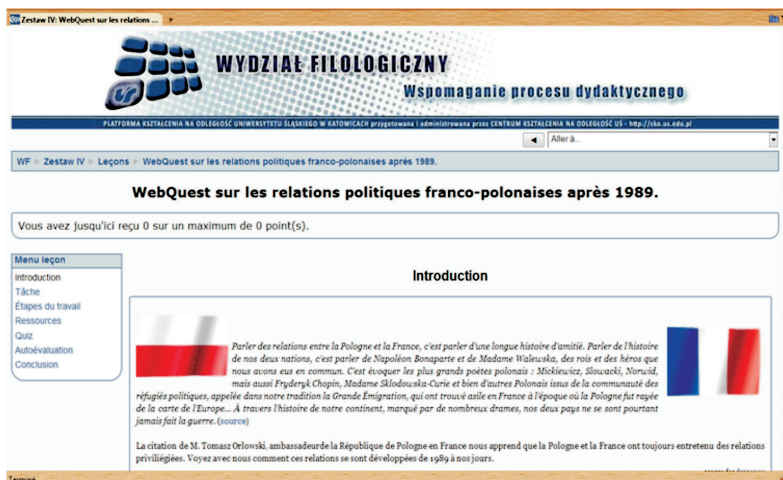 Zestaw IV: WebQuest sur les relations ...
WYDZIAŁ FILOLOGICZNY
Wspomaganie procesu dydaktycznego
PLATFORMA KSZTAŁCENIA NA ODLEGŁOŚĆ UNIWERSYTETU ŚLĄSKIEGO W KATOWICACH przygotowana i administrowana przez CENTRUM KSZTAŁCENIA NA ODLEGŁOŚĆ UŚ - http://cko.us.edu.pl
Aller à...
WF Zestaw IV Leçons WebQuest sur les relations politiques franco-polonaises après 1989.
WebQuest sur les relations politiques franco-polonaises après 1989.
Vous avez jusqu'ici reçu 0 sur un maximum de 0 point(s).
Menu leçon
Introduction
Tâche
Étapes du travail
Ressources
Quiz
Autoévaluation
Conclusion
Introduction
Parler des relations entre la Pologne et la France, c'est parler d'une longue histoire d'amitié. Parler de l'histoire
de nos deux nations, c'est parler de Napoléon Bonaparte et de Madame Walewska, des rois et des héros que
nous avons eus en commun. C'est évoquer les plus grands poètes polonais : Mickiewicz, Slowacki, Norwid,
mais aussi Fryderyk Chopin, Madame Sklodowska-Curie et bien d'autres Polonais issus de la communauté des
réfugiés politiques, appelée dans notre tradition la Grande Émigration, qui ont trouvé asile en France à l'époque où la Pologne fut rayée
de la carte de l'Europe... À travers l'histoire de notre continent, marqué par de nombreux drames, nos deux pays ne se sont pourtant
jamais fait la guerre. (source)
La citation de M. Tomasz Orlowski, ambassadeurde la République de Pologne en France nous apprend que la Pologne et la France ont toujours entretenu des relations
priviligiées. Voyez avec nous comment ces relations se sont développées de 1989 à nos jours.
Terminé